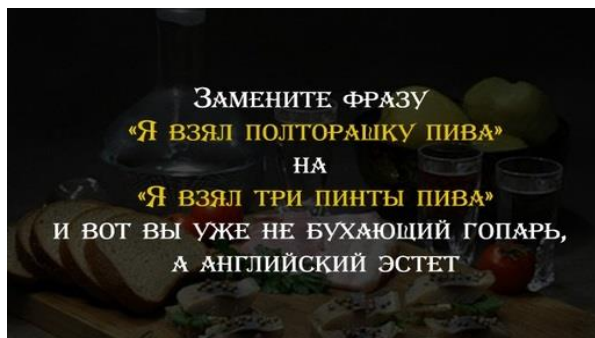 Замените фразу
«Я взял полторашку пива»
на
«Я взял три пинты пива»
и вот вы уже не бухающий гопарь,
а английский эстет